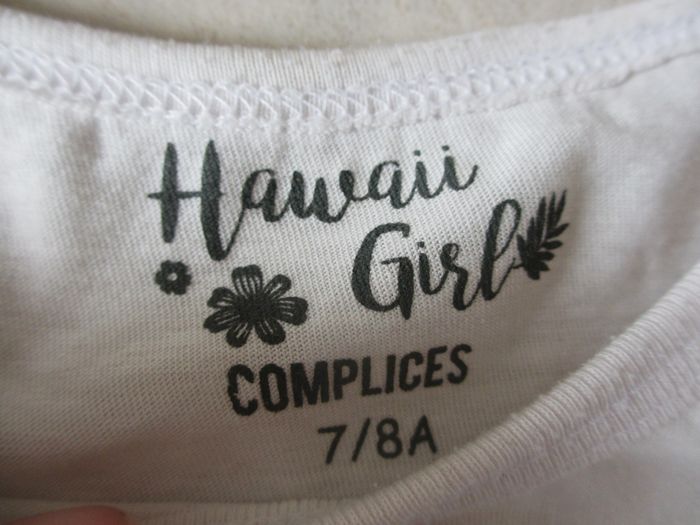 Hawaii
Girl
COMPLICES
7/8A